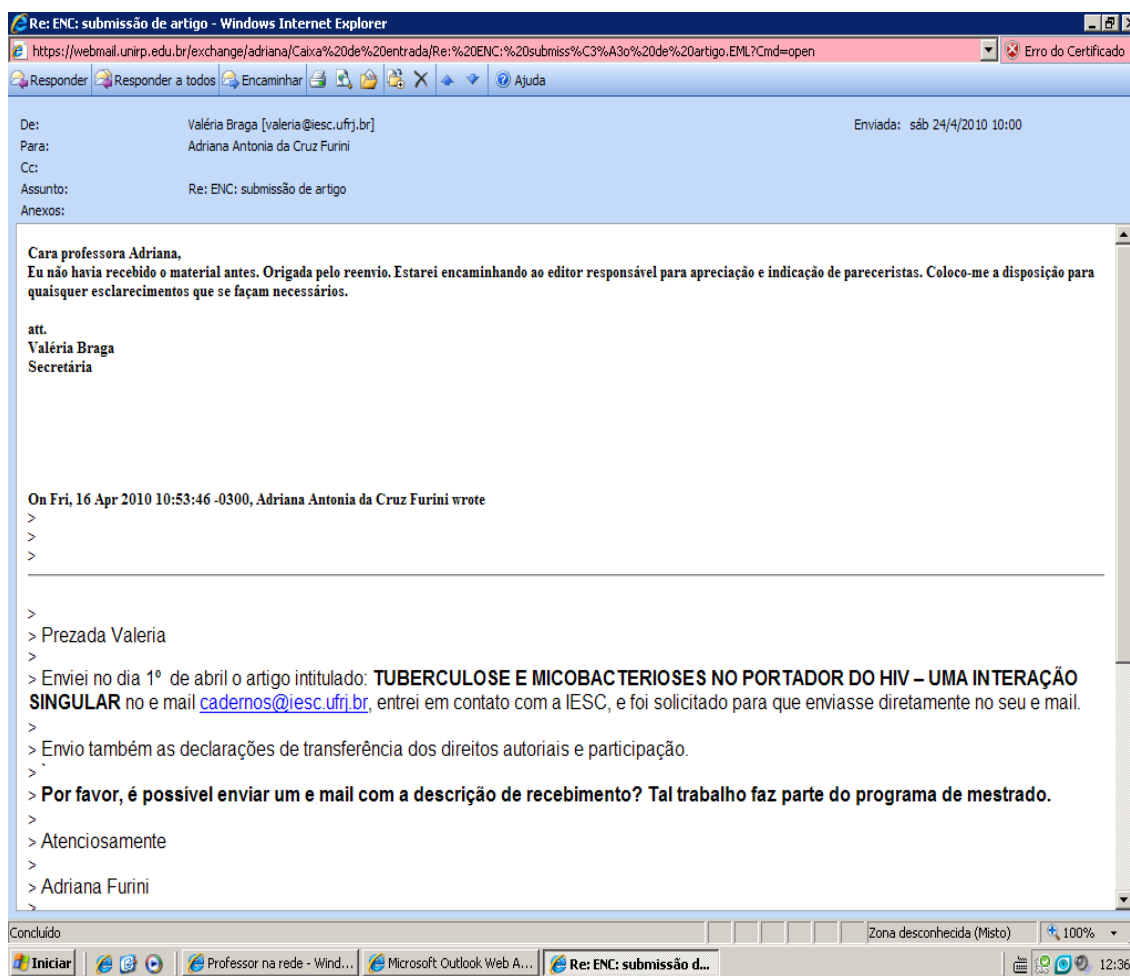 Re: ENC: submissão de artigo - Windows Internet Explorer
https://webmail.unirp.edu.br/exchange/adriana/Caixa%20de%20entrada/Re:%20ENC:%20submiss%C3%A3o%20de%20artigo.EML?Cmd=open Erro do Certificado
Responder Responder a todos Encaminhar Ajuda
De: Valéria Braga [valeria@iesc.ufrj.br] Enviada: sáb 24/4/2010 10:00
Para: Adriana Antonia da Cruz Furini
Cc:
Assunto: Re: ENC: submissão de artigo
Anexos:
Cara professora Adriana,
Eu não havia recebido o material antes. Origada pelo reenvio. Estarei encaminhando ao editor responsável para apreciação e indicação de pareceristas. Coloco-me a disposição para
quaisquer esclarecimentos que se façam necessários.
att.
Valéria Braga
Secretária
On Fri, 16 Apr 2010 10:53:46 -0300, Adriana Antonia da Cruz Furini wrote
>
>
>
>
> Prezada Valeria
>
> Enviei no dia 1º de abril o artigo intitulado: TUBERCULOSE E MICOBACTERIOSES NO PORTADOR DO HIV – UMA INTERAÇÃO
SINGULAR no e mail cadernos@iesc.ufrj.br, entrei em contato com a IESC, e foi solicitado para que enviasse diretamente no seu e mail.
>
> Envio também as declarações de transferência dos direitos autoriais e participação.
> `
> Por favor, é possível enviar um e mail com a descrição de recebimento? Tal trabalho faz parte do programa de mestrado.
>
> Atenciosamente
>
> Adriana Furini
>
Concluído Zona desconhecida (Misto) 100%
Iniciar Professor na rede - Wind... Microsoft Outlook Web A... Re: ENC: submissão d... 12:36